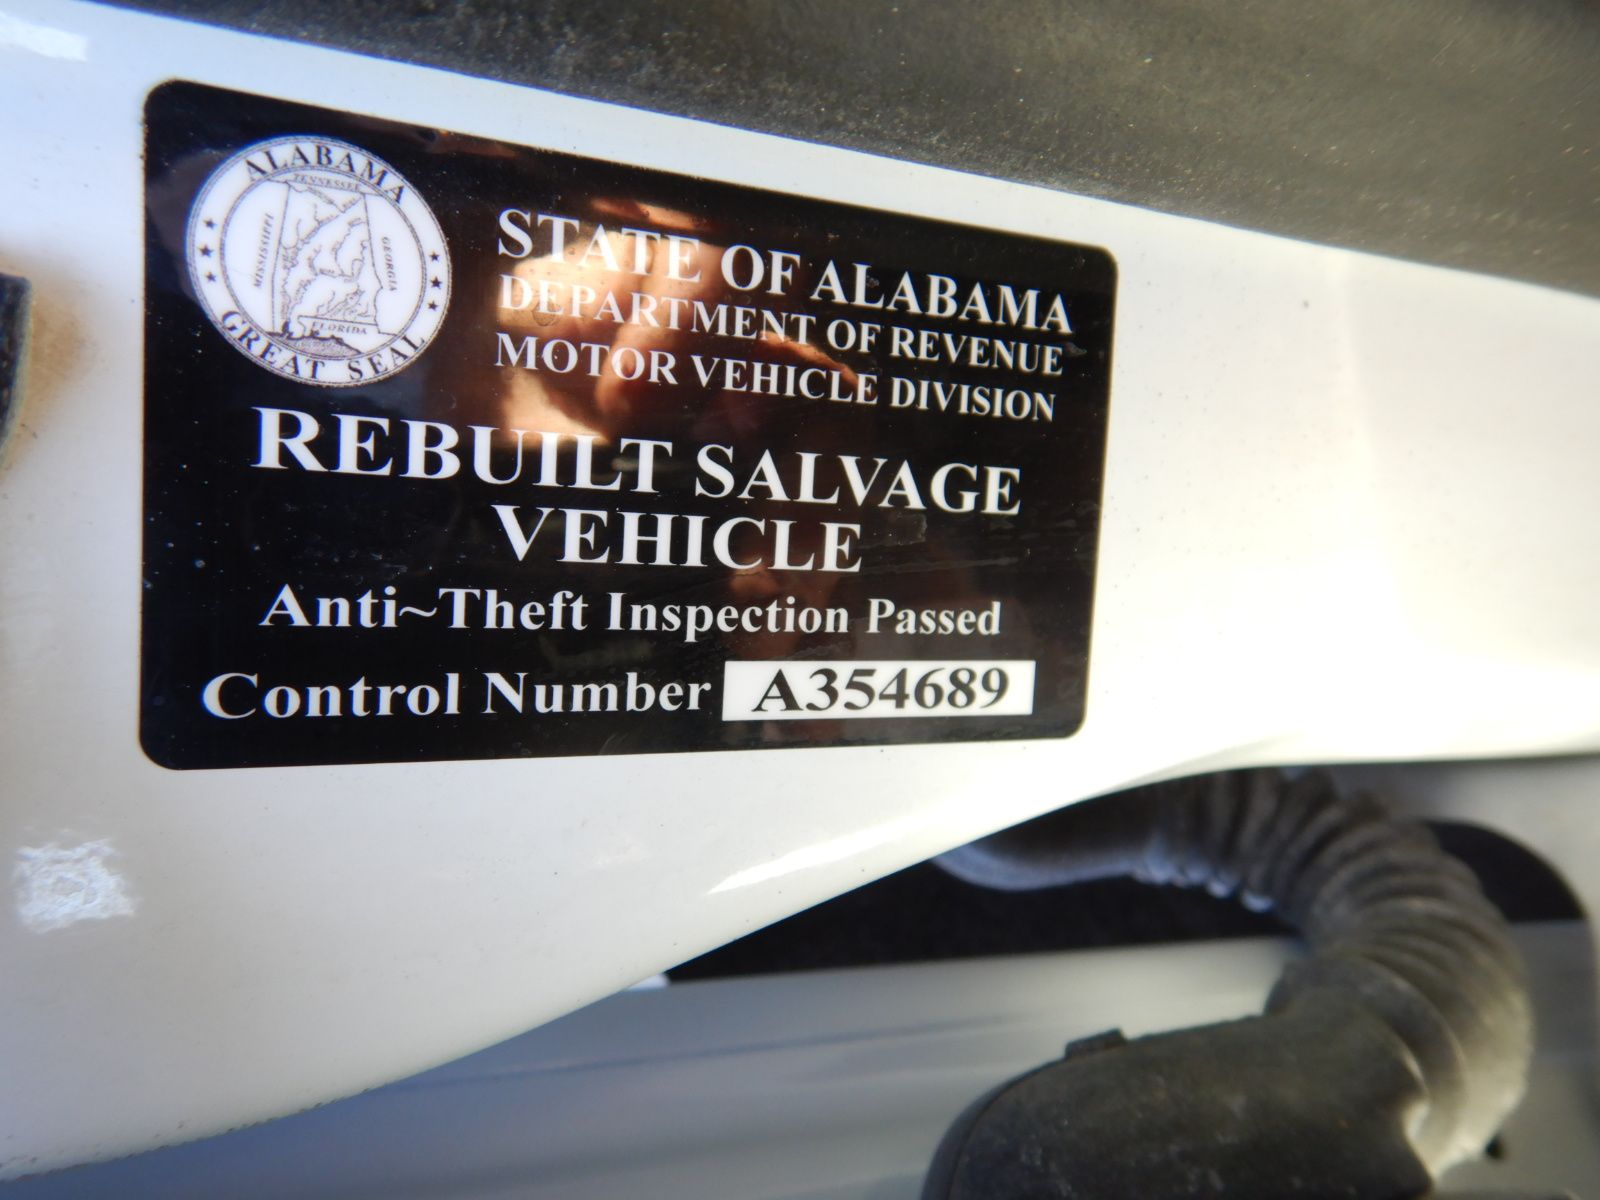 ALABAMA
TENNESSEE
MISSISSIPPI
GEORGIA
FLORIDA
GREAT SEAL
STATE OF ALABAMA
DEPARTMENT OF REVENUE
MOTOR VEHICLE DIVISION
REBUILT SALVAGE
VEHICLE
Anti~Theft Inspection Passed
Control Number A354689